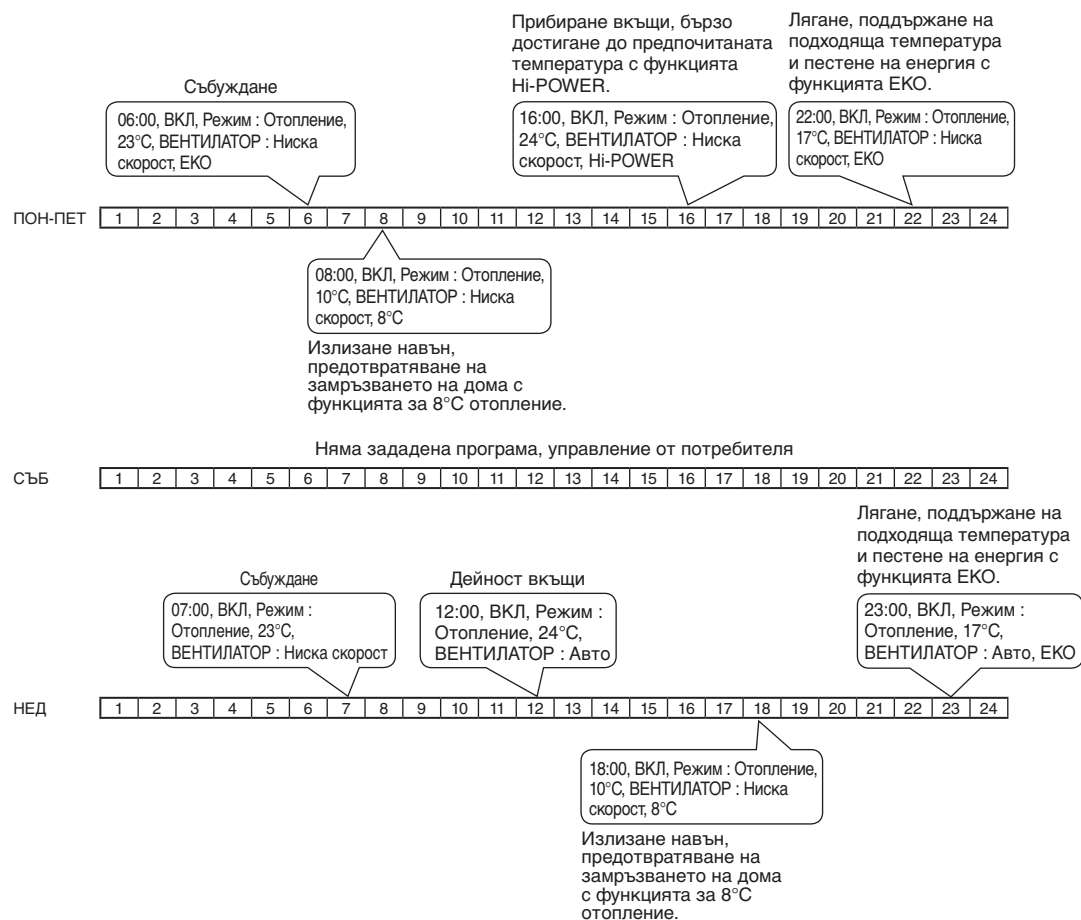 Събуждане
06:00, ВКЛ, Режим : Отопление,
23°C, ВЕНТИЛАТОР : Ниска
скорост, ЕКО
Прибиране вкъщи, бързо
достигане до предпочитаната
температура с функцията
Hi-POWER.
16:00, ВКЛ, Режим : Отопление,
24°C, ВЕНТИЛАТОР : Ниска
скорост, Hi-POWER
Лягане, поддържане на
подходяща температура
и пестене на енергия с
функцията ЕКО.
22:00, ВКЛ, Режим : Отопление,
17°C, ВЕНТИЛАТОР : Ниска
скорост, ЕКО
ПОН-ПЕТ 1 2 3 4 5 6 7 8 9 10 11 12 13 14 15 16 17 18 19 20 21 22 23 24
08:00, ВКЛ, Режим : Отопление,
10°C, ВЕНТИЛАТОР : Ниска
скорост, 8°C
Излизане навън,
предотвратяване на
замръзването на дома с
функцията за 8°C отопление.
Няма зададена програма, управление от потребителя
СЪБ 1 2 3 4 5 6 7 8 9 10 11 12 13 14 15 16 17 18 19 20 21 22 23 24
Събуждане
07:00, ВКЛ, Режим :
Отопление, 23°C,
ВЕНТИЛАТОР : Ниска скорост
Дейност вкъщи
12:00, ВКЛ, Режим :
Отопление, 24°C,
ВЕНТИЛАТОР : Авто
Лягане, поддържане на
подходяща температура
и пестене на енергия с
функцията ЕКО.
23:00, ВКЛ, Режим :
Отопление, 17°C,
ВЕНТИЛАТОР : Авто, ЕКО
НЕД 1 2 3 4 5 6 7 8 9 10 11 12 13 14 15 16 17 18 19 20 21 22 23 24
18:00, ВКЛ, Режим : Отопление,
10°C, ВЕНТИЛАТОР : Ниска
скорост, 8°C
Излизане навън,
предотвратяване на
замръзването на дома
с функцията за 8°C
отопление.